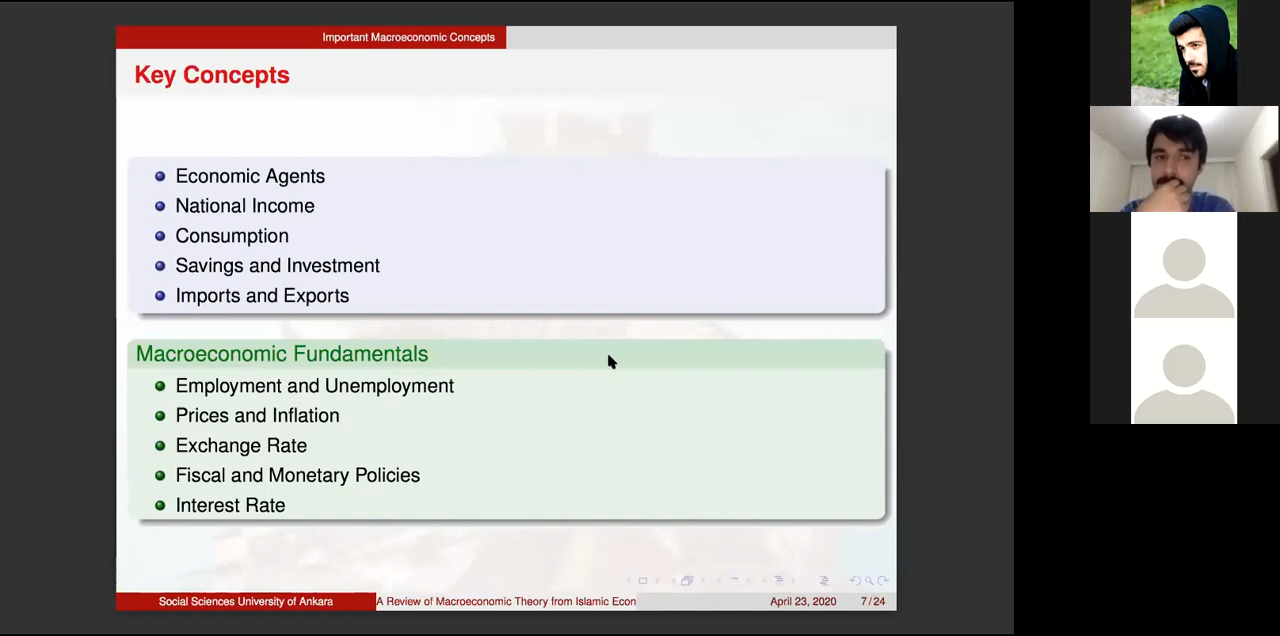 Important Macroeconomic Concepts
Key Concepts
Economic Agents
National Income
Consumption
Savings and Investment
Imports and Exports
Macroeconomic Fundamentals
Employment and Unemployment
Prices and Inflation
Exchange Rate
Fiscal and Monetary Policies
Interest Rate
Social Sciences University of Ankara A Review of Macroeconomic Theory from Islamic Econ April 23, 2020 7 / 24